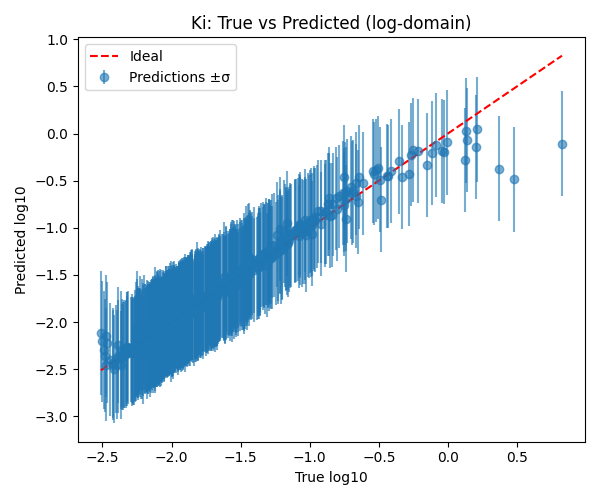 Ki: True vs Predicted (log-domain)
Ideal
Predictions ±σ
Predicted log10
1.0
0.5
0.0
−0.5
−1.0
−1.5
−2.0
−2.5
−3.0
−2.5 −2.0 −1.5 −1.0 −0.5 0.0 0.5
True log10